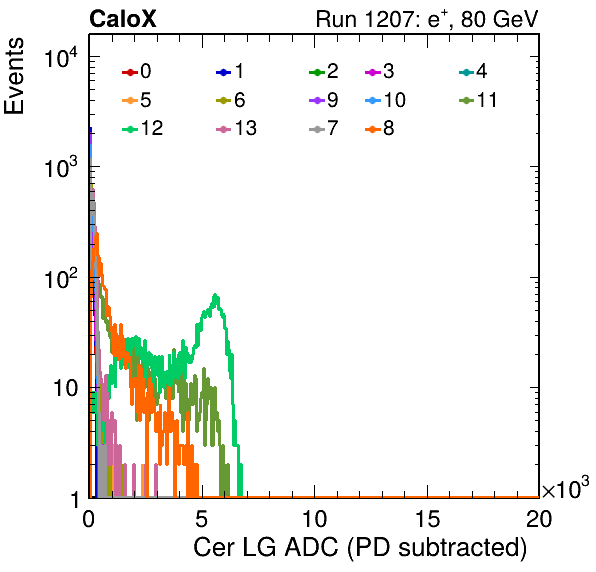 CaloX Run 1207: e⁺, 80 GeV
Events
10⁴
10³
10²
10
1
0 1 2 3 4
5 6 9 10 11
12 13 7 8
0 5 10 15 20
×10³
Cer LG ADC (PD subtracted)